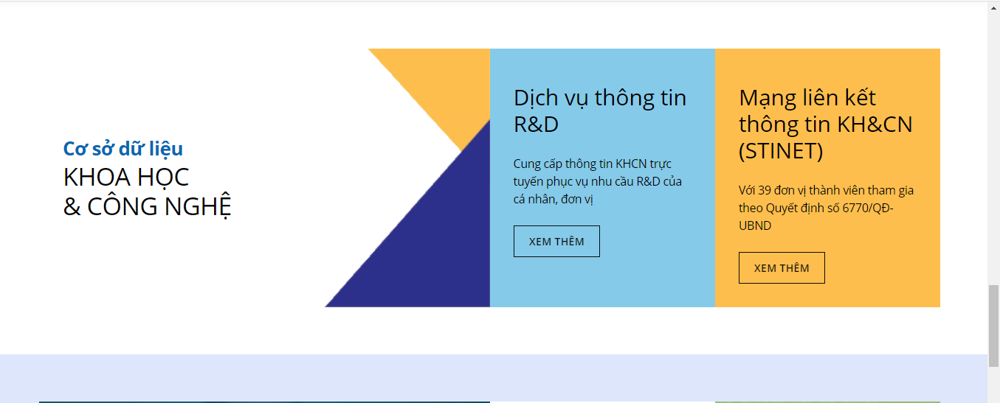 Cơ sở dữ liệu
KHOA HỌC
& CÔNG NGHỆ
Dịch vụ thông tin
R&D
Cung cấp thông tin KHCN trực
tuyến phục vụ nhu cầu R&D của
cá nhân, đơn vị
XEM THÊM
Mạng liên kết
thông tin KH&CN
(STINET)
Với 39 đơn vị thành viên tham gia
theo Quyết định số 6770/QĐ-
UBND
XEM THÊM